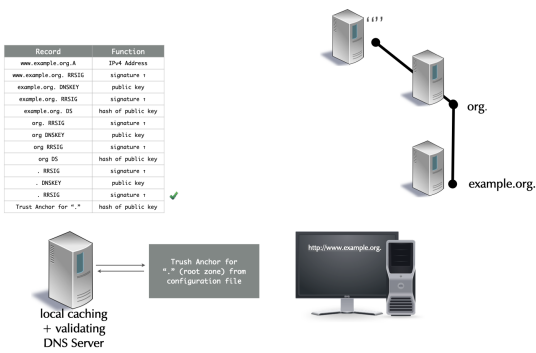 Record Function
www.example.org.A IPv4 Address
www.example.org. RRSIG signature ↑
example.org. DNSKEY public key
example.org. RRSIG signature ↑
example.org. DS hash of public key
org. RRSIG signature ↑
org DNSKEY public key
org RRSIG signature ↑
org DS hash of public key
. RRSIG signature ↑
. DNSKEY public key
. RRSIG signature ↑
Trust Anchor for "." hash of public key
“”
org.
example.org.
Trush Anchor for
"." (root zone) from
configuration file
local caching
+ validating
DNS Server
http://www.example.org.